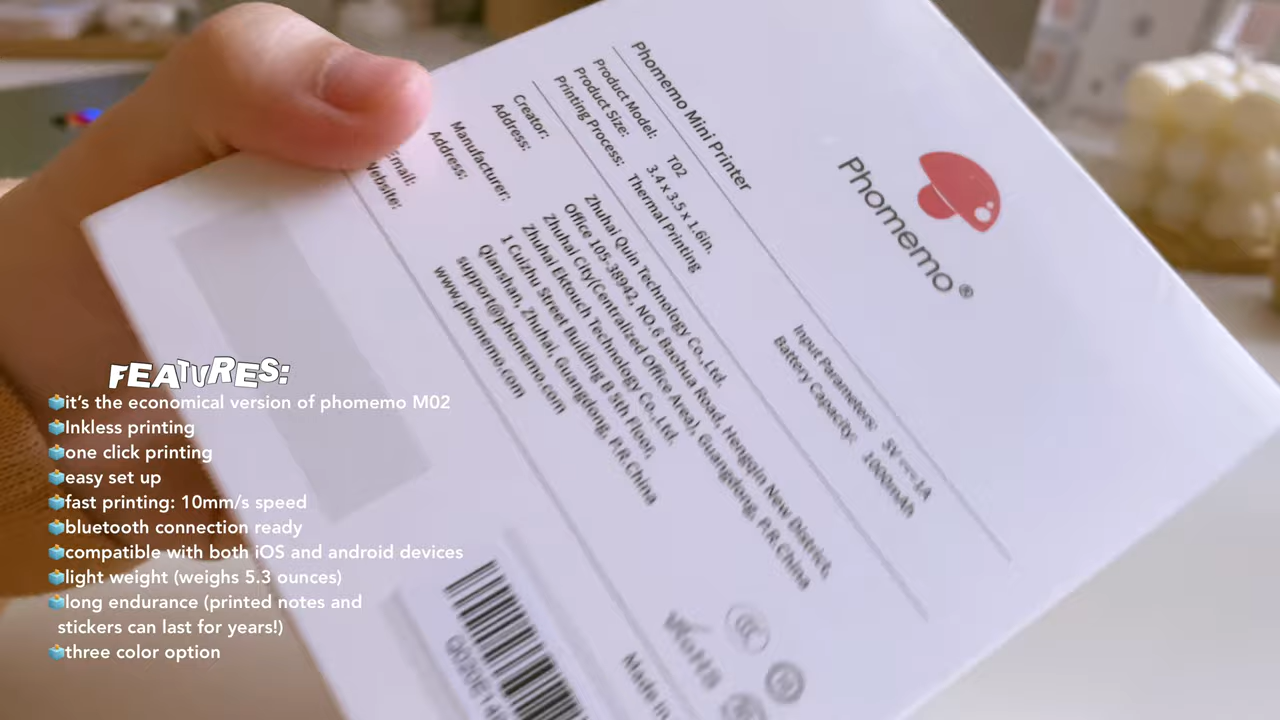 Phomemo®
Phomemo Mini Printer
Product Model: T02
Product Size: 3.4 x 3.5 x 1.6in.
Printing Process: Thermal Printing
Input Parameters: 5V⎓1A
Battery Capacity: 1000mAh
Creator: Zhuhai Quin Technology Co.,Ltd.
Address: Office 105-38942, NO.6 Baohua Road, Hengqin New District,
Zhuhai City(Centralized Office Area), Guangdong, P.R.China
Manufacturer: Zhuhai Ektouch Technology Co.,Ltd.
Address: 1 Cuizhu Street Building B 5th Floor,
Qianshan, Zhuhai, Guangdong, P.R.China
Email: support@phomemo.com
Website: www.phomemo.com
RoHS
Made in
FEATURES:
it's the economical version of phomemo M02
Inkless printing
one click printing
easy set up
fast printing: 10mm/s speed
bluetooth connection ready
compatible with both iOS and android devices
light weight (weighs 5.3 ounces)
long endurance (printed notes and
stickers can last for years!)
three color option